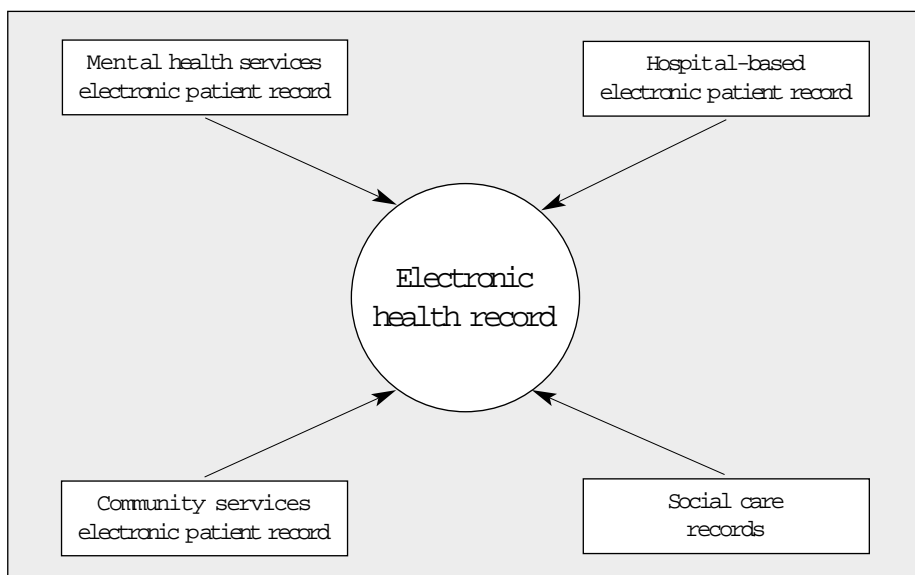 Mental health services
electronic patient record
Hospital-based
electronic patient record
Electronic
health record
Community services
electronic patient record
Social care
records